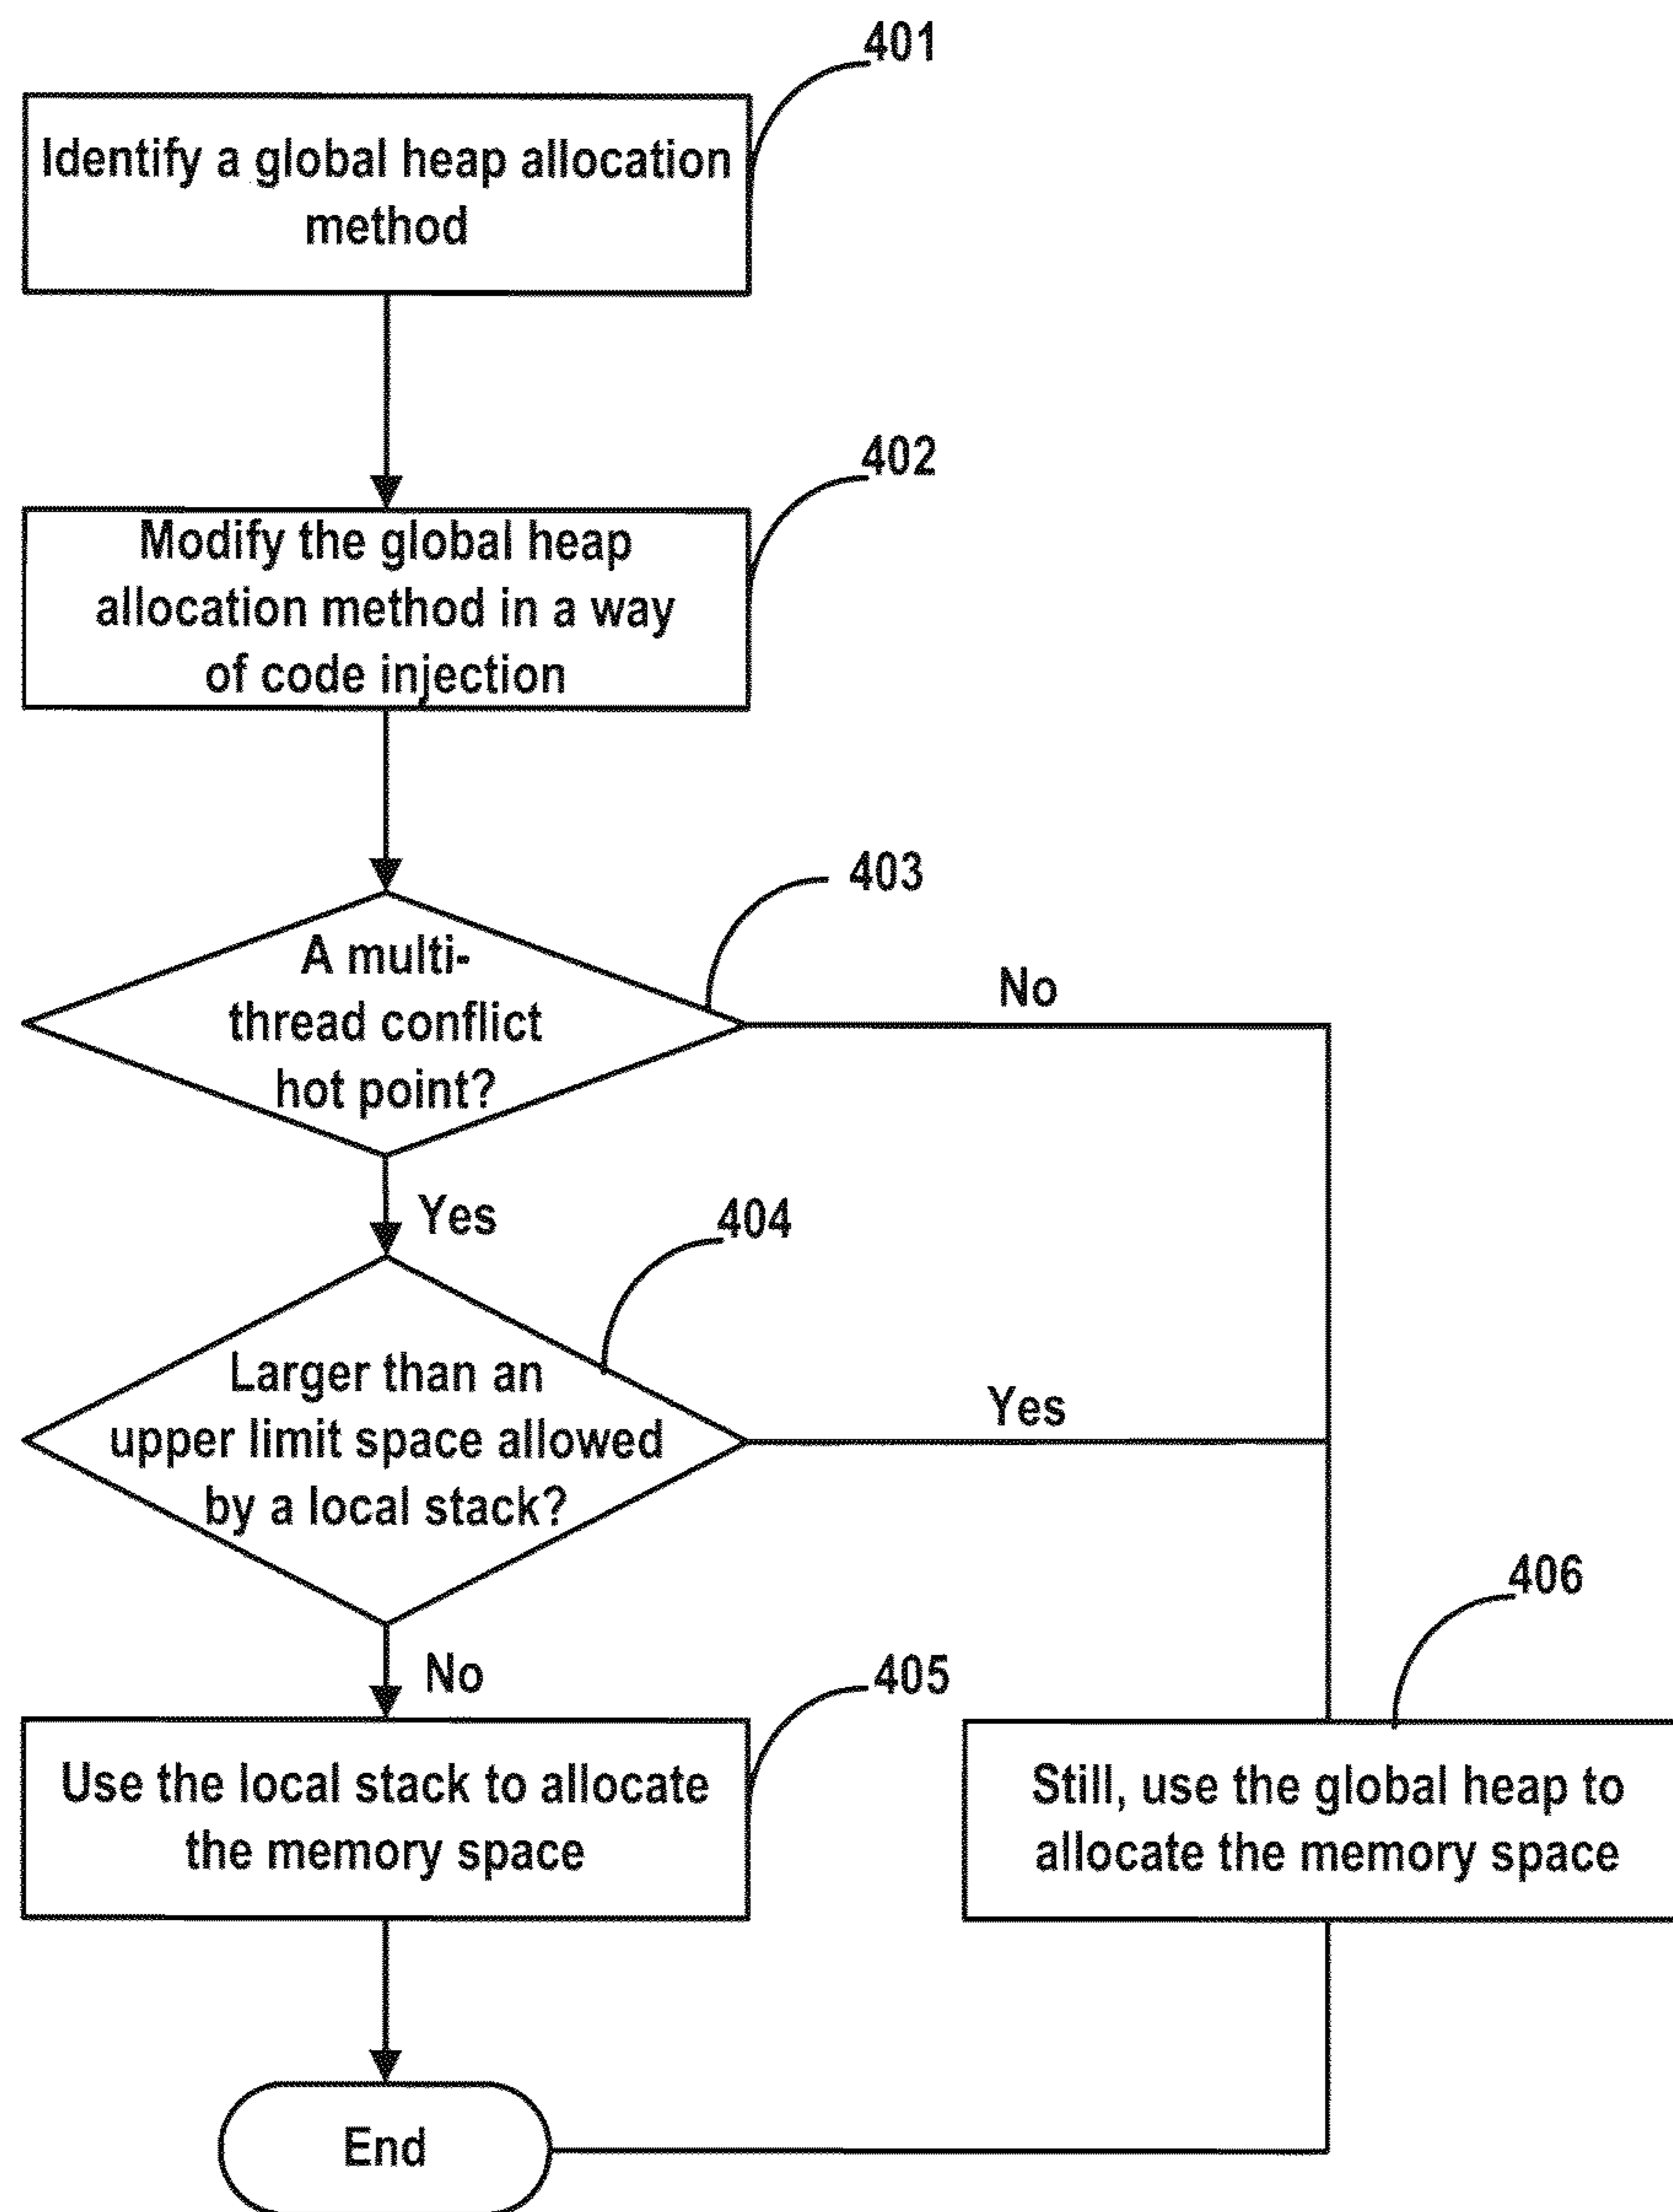 401
Identify a global heap allocation
method
402
Modify the global heap
allocation method in a way
of code injection
403
A multi-
thread conflict
hot point?
No
Yes
404
Larger than an
upper limit space allowed
by a local stack?
Yes
No
405
Use the local stack to allocate
the memory space
406
Still, use the global heap to
allocate the memory space
End